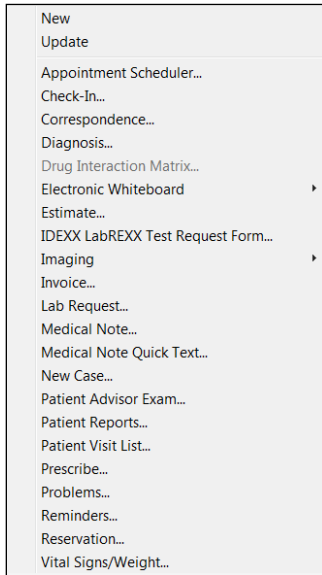 New
Update
Appointment Scheduler...
Check-In...
Correspondence...
Diagnosis...
Drug Interaction Matrix...
Electronic Whiteboard
Estimate...
IDEXX LabREXX Test Request Form...
Imaging
Invoice...
Lab Request...
Medical Note...
Medical Note Quick Text...
New Case...
Patient Advisor Exam...
Patient Reports...
Patient Visit List...
Prescribe...
Problems...
Reminders...
Reservation...
Vital Signs/Weight...